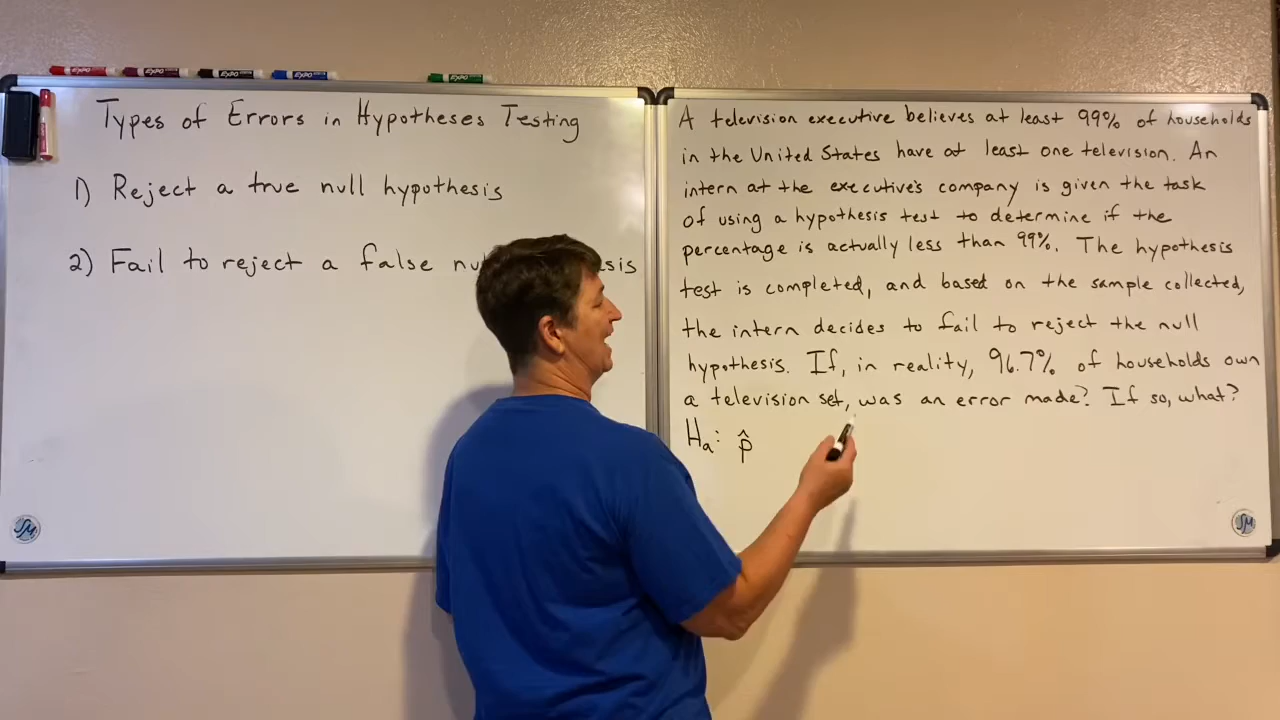 Types of Errors in Hypotheses Testing
1) Reject a true null hypothesis
2) Fail to reject a false
A television executive believes at least 99% of households
in the United States have at least one television. An
intern at the executive's company is given the task
of using a hypothesis test to determine if the
percentage is actually less than 99%. The hypothesis
test is completed, and based on the sample collected,
the intern decides to fail to reject the null
hypothesis. If, in reality, 96.7% of households own
a television set, was an error made? If so, what?
Hₐ: p̂